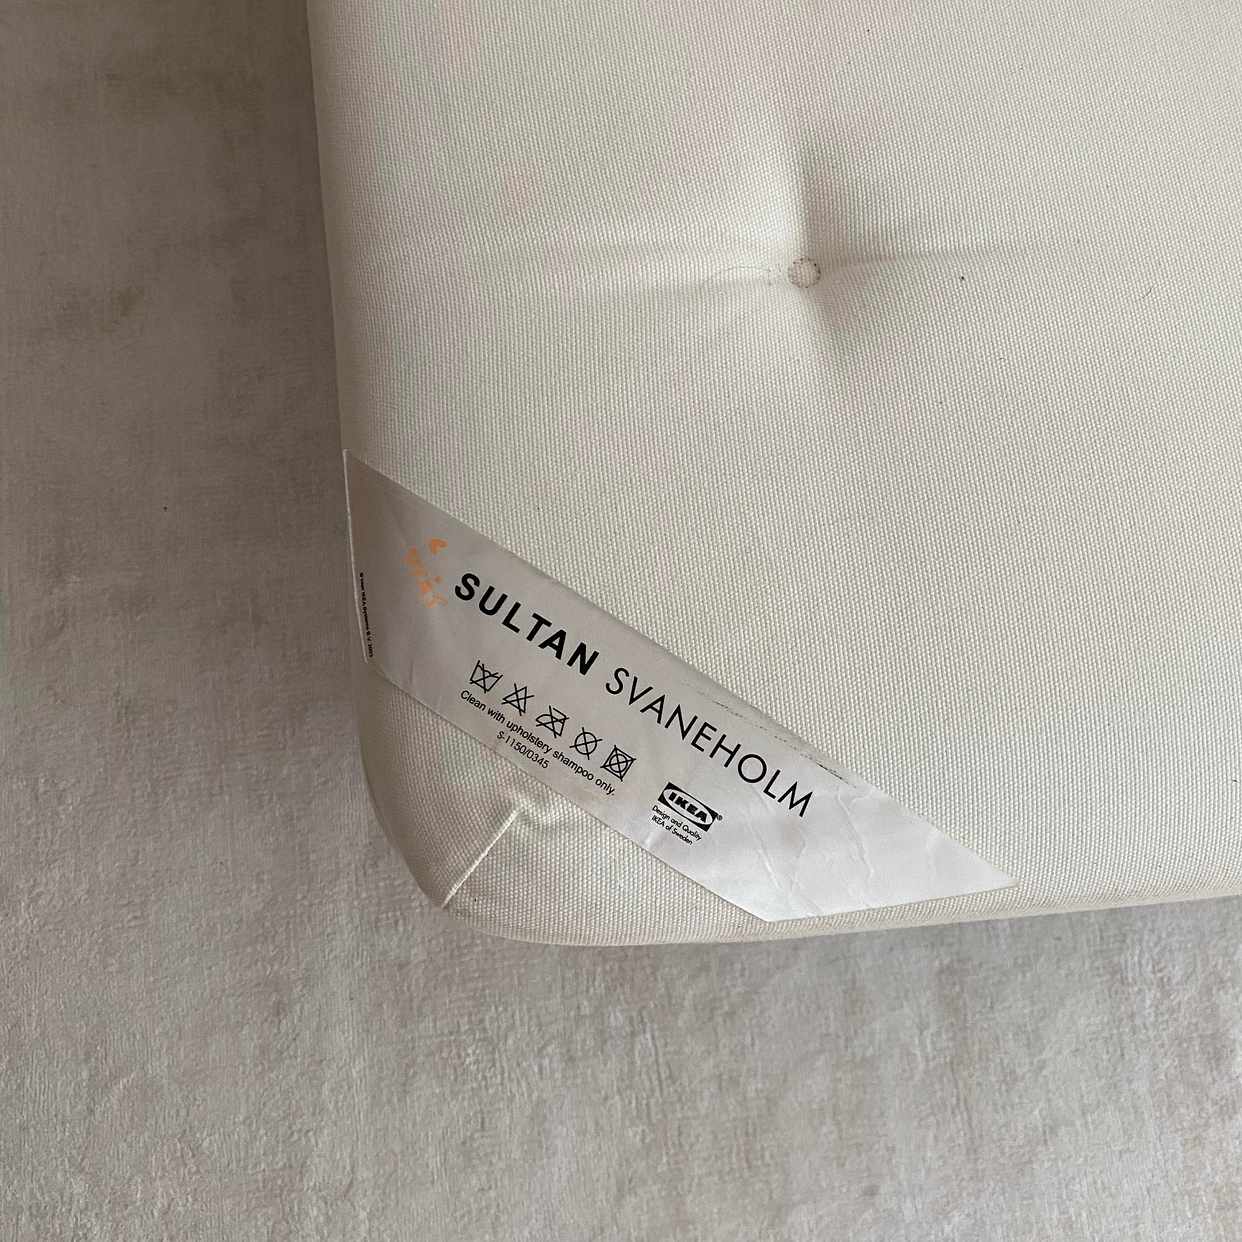 SULTAN SVANEHOLM
Clean with upholstery shampoo only.
S-1150/0345
IKEA®
Design and Quality
IKEA of Sweden